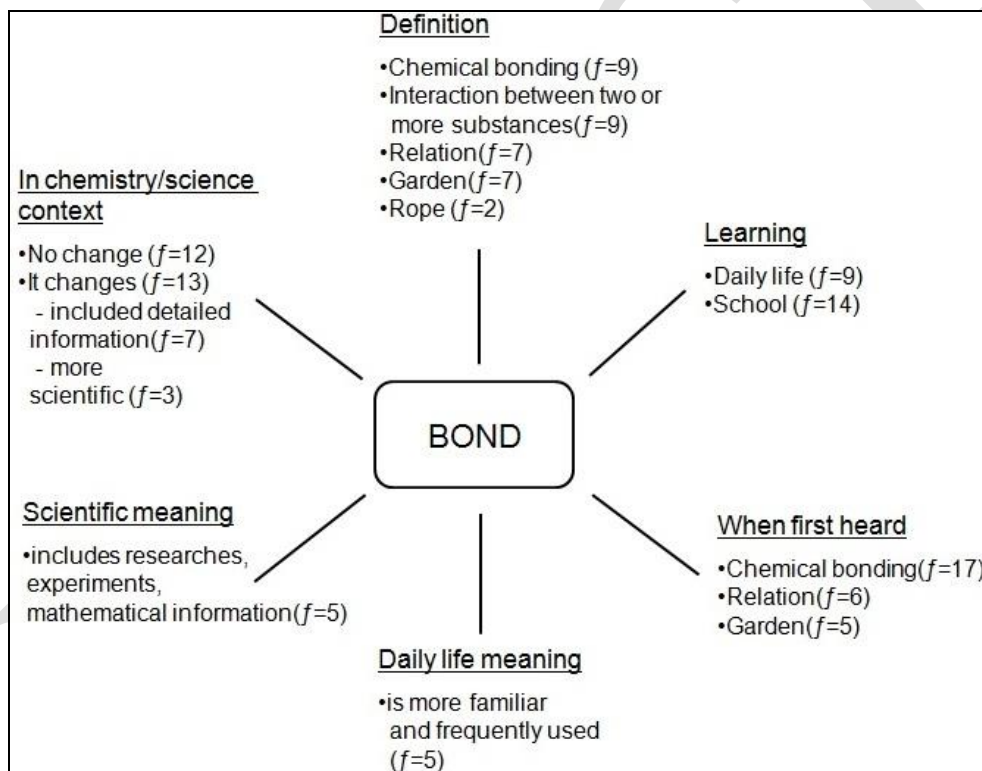 Definition
•Chemical bonding (ƒ=9)
•Interaction between two or
more substances(ƒ=9)
•Relation(ƒ=7)
•Garden(ƒ=7)
•Rope (ƒ=2)
In chemistry/science
context
•No change (ƒ=12)
•It changes (ƒ=13)
- included detailed
information(ƒ=7)
- more
scientific (ƒ=3)
Learning
•Daily life (ƒ=9)
•School (ƒ=14)
BOND
Scientific meaning
•includes researches,
experiments,
mathematical information(ƒ=5)
When first heard
•Chemical bonding(ƒ=17)
•Relation(ƒ=6)
•Garden(ƒ=5)
Daily life meaning
•is more familiar
and frequently used
(ƒ=5)